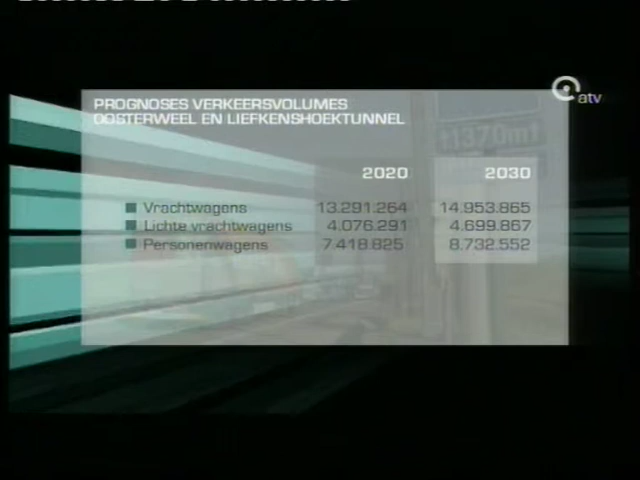 atv
PROGNOSES VERKEERSVOLUMES
OOSTERWEEL EN LIEFKENSHOEKTUNNEL
1370m
2020 2030
Vrachtwagens 13.291.264 14.953.865
Lichte vrachtwagens 4.076.291 4.699.867
Personenwagens 7.418.825 8.732.552